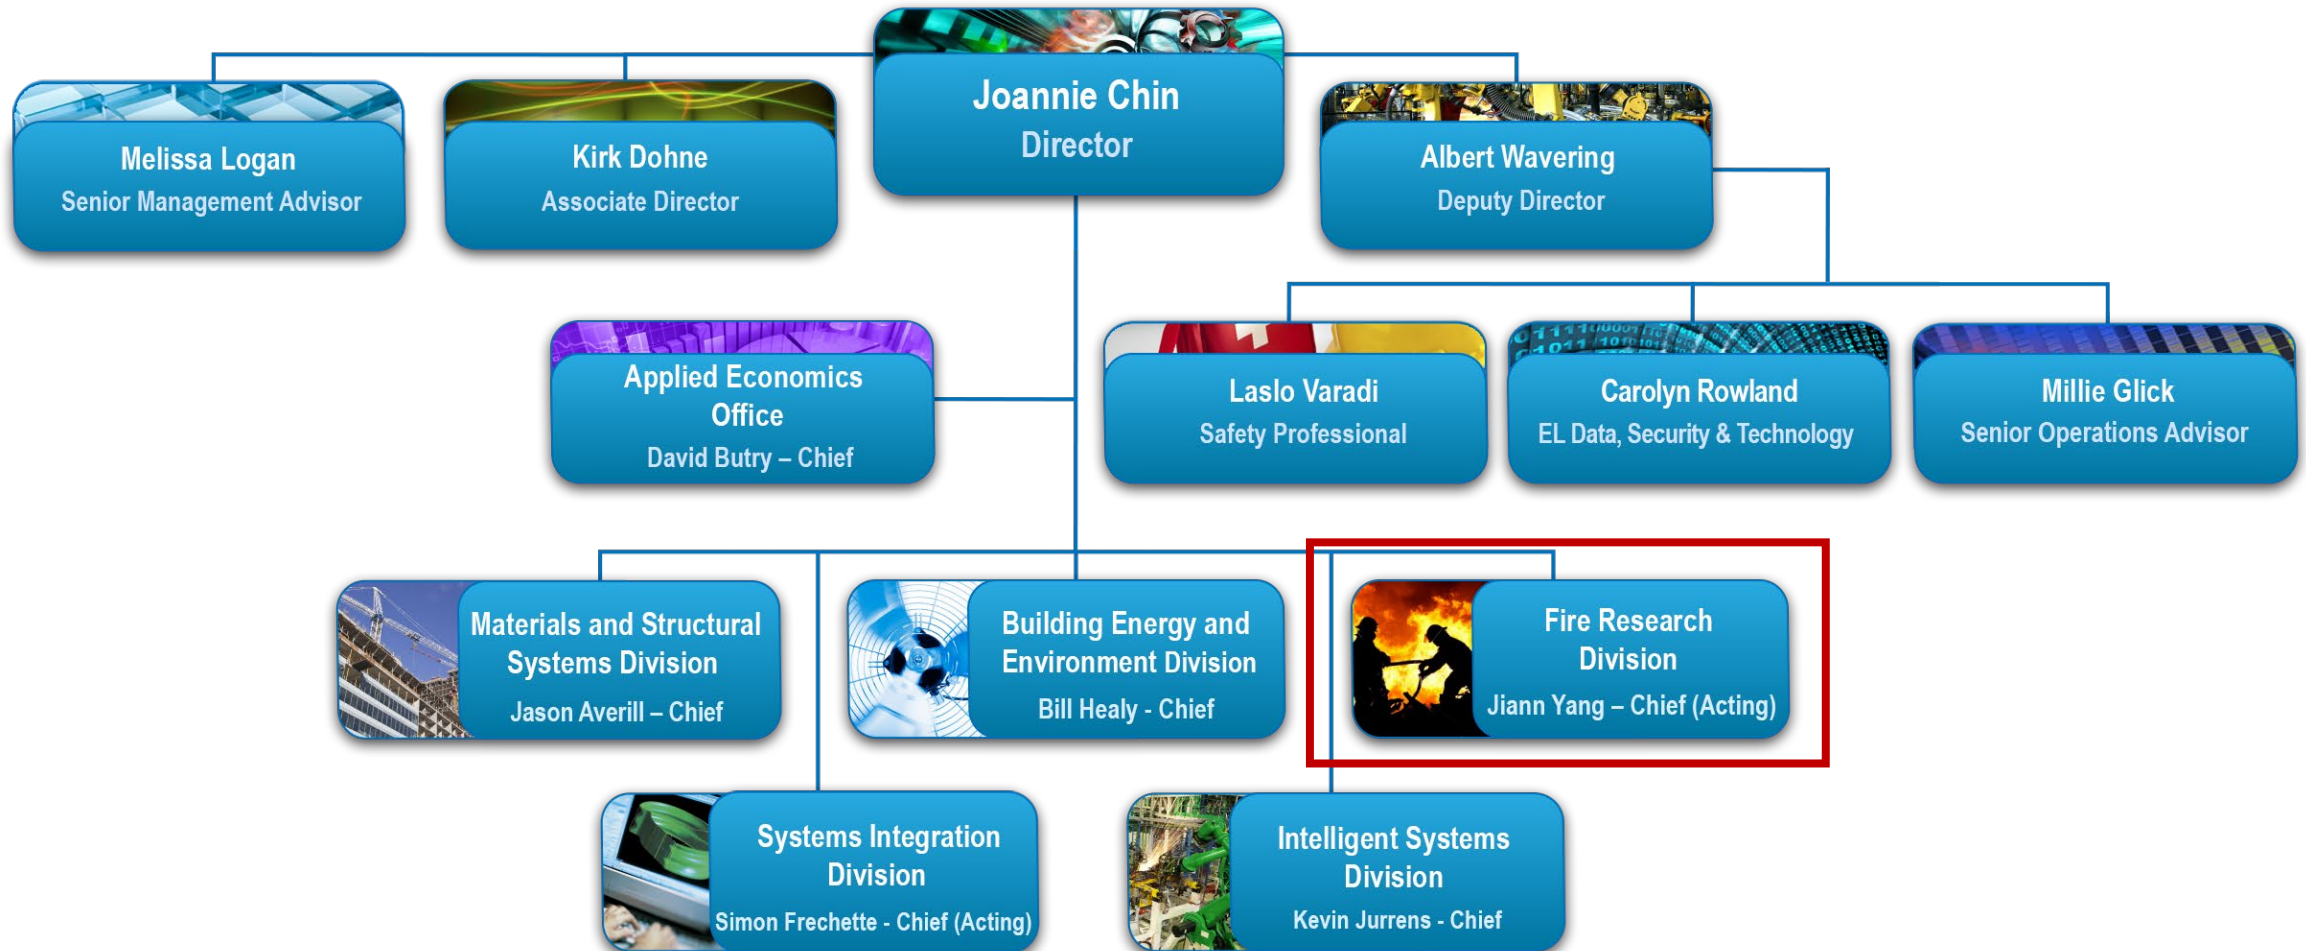 Joannie Chin
Director
Melissa Logan
Senior Management Advisor
Kirk Dohne
Associate Director
Albert Wavering
Deputy Director
Applied Economics
Office
David Butry – Chief
Laslo Varadi
Safety Professional
Carolyn Rowland
EL Data, Security & Technology
Millie Glick
Senior Operations Advisor
Materials and Structural
Systems Division
Jason Averill – Chief
Building Energy and
Environment Division
Bill Healy - Chief
Fire Research
Division
Jiann Yang – Chief (Acting)
Systems Integration
Division
Simon Frechette - Chief (Acting)
Intelligent Systems
Division
Kevin Jurrens - Chief